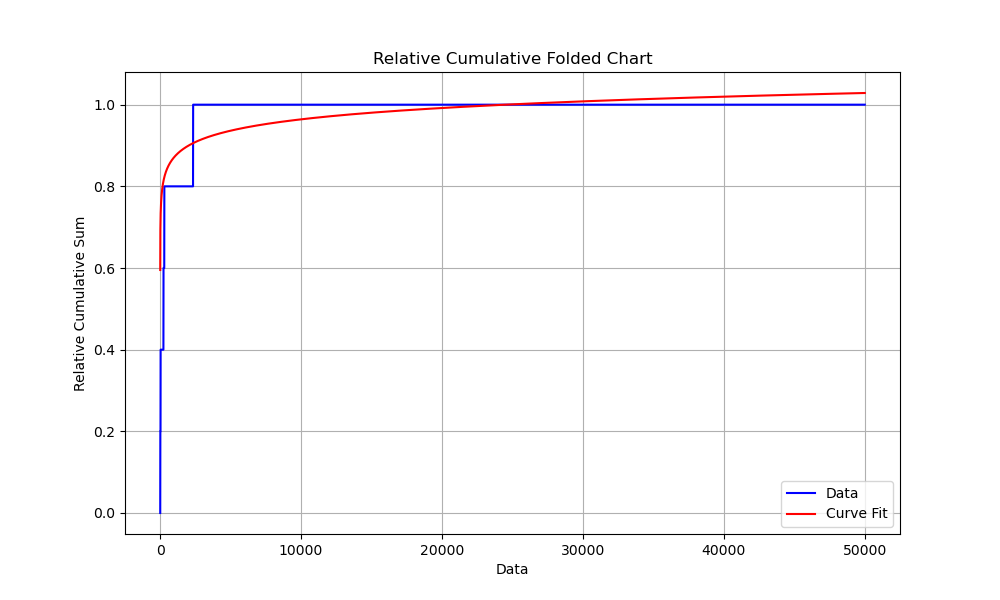 Relative Cumulative Folded Chart
Relative Cumulative Sum
1.0
0.8
0.6
0.4
0.2
0.0
0
10000
20000
30000
40000
50000
Data
Data
Curve Fit